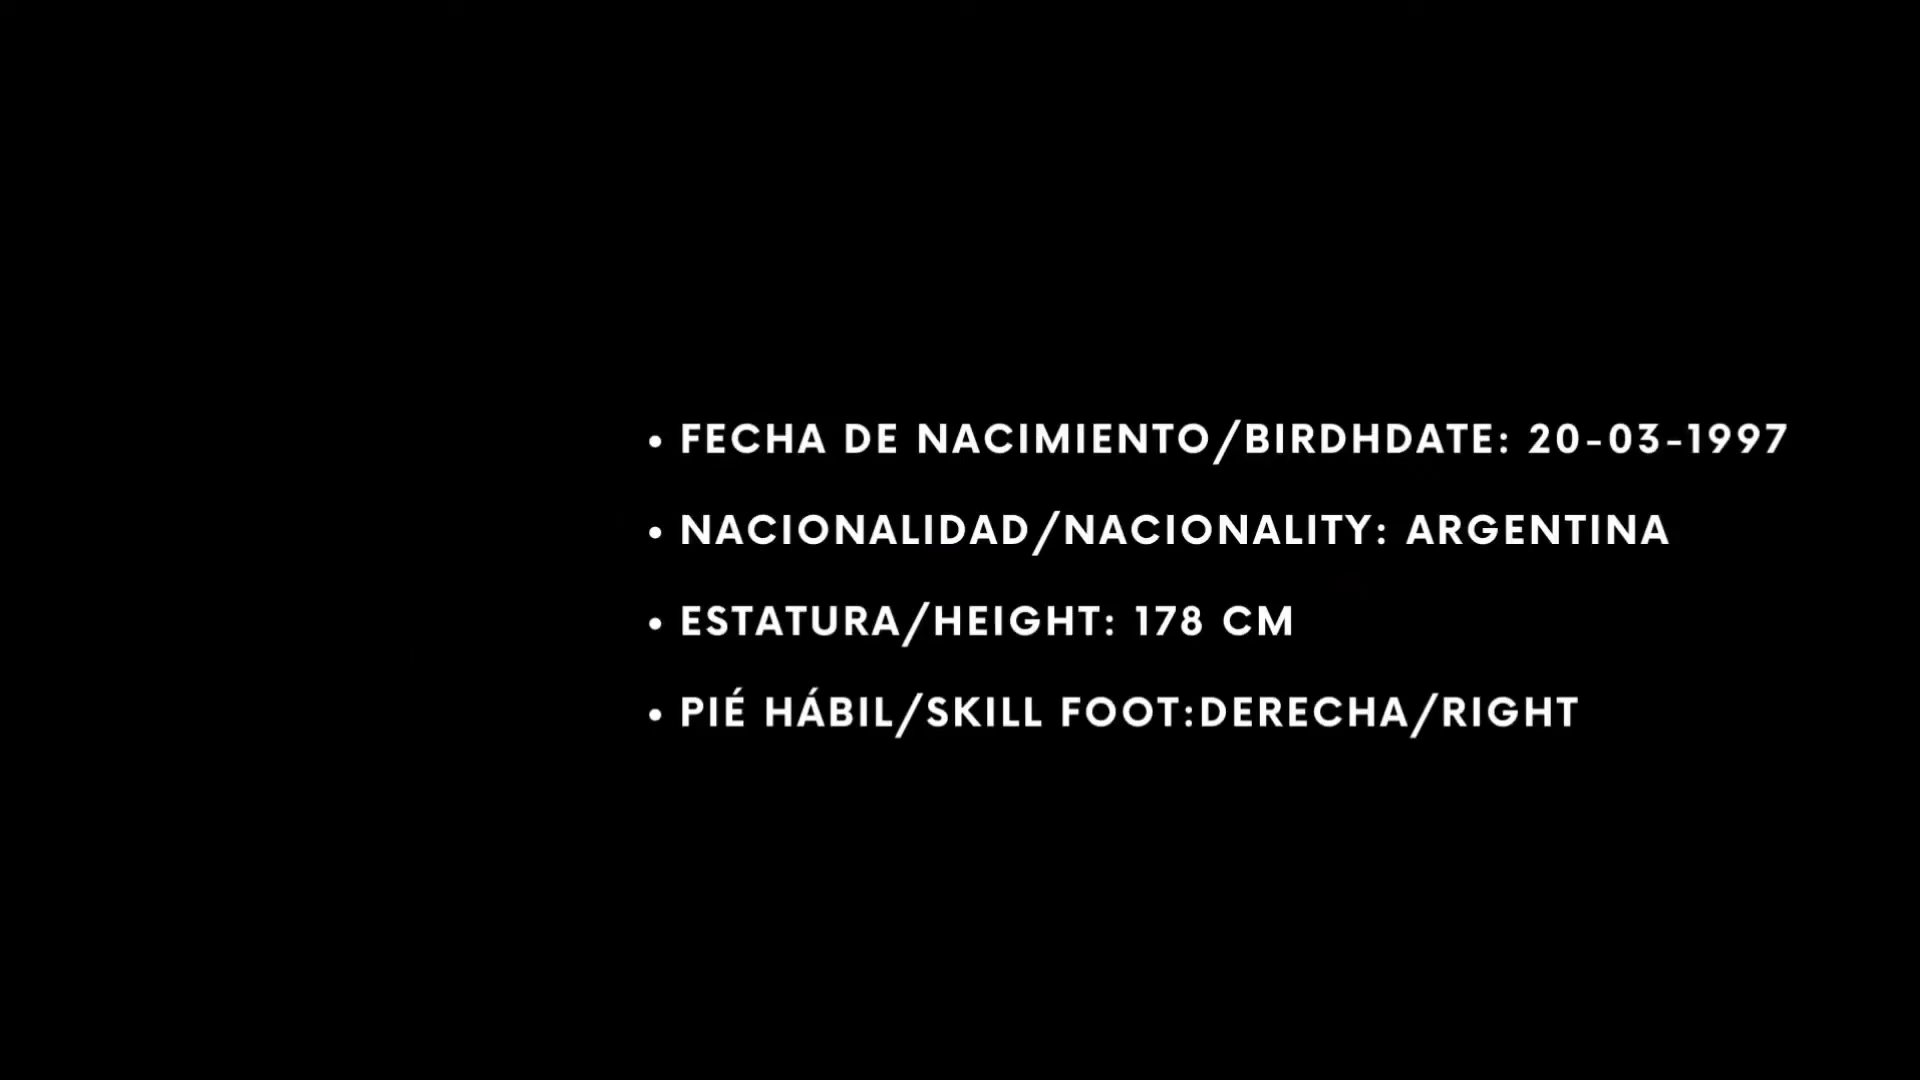 • FECHA DE NACIMIENTO/BIRDHDATE: 20-03-1997
• NACIONALIDAD/NACIONALITY: ARGENTINA
• ESTATURA/HEIGHT: 178 CM
• PIÉ HÁBIL/SKILL FOOT:DERECHA/RIGHT